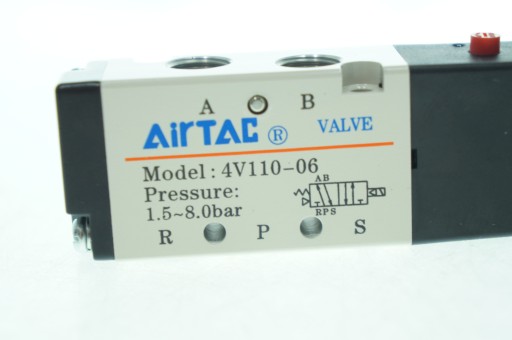 A B
AirTAC ® VALVE
Model: 4V110-06
Pressure:
1.5~8.0bar
AB
RPS
R P S